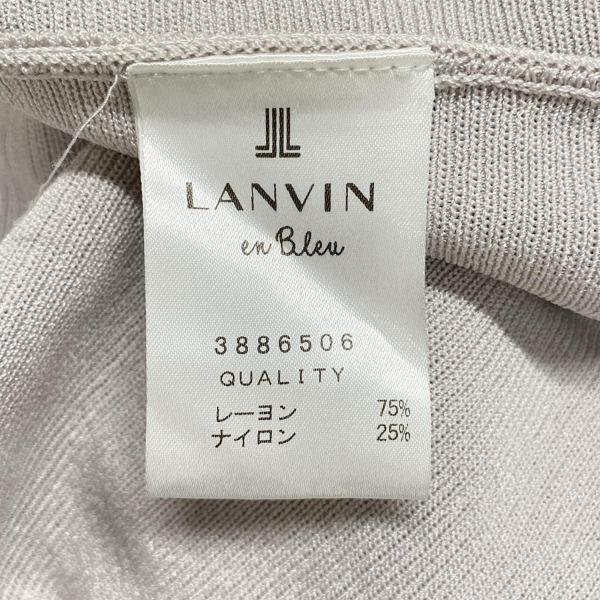 LANVIN
en Bleu
3886506
QUALITY
レーヨン 75%
ナイロン 25%